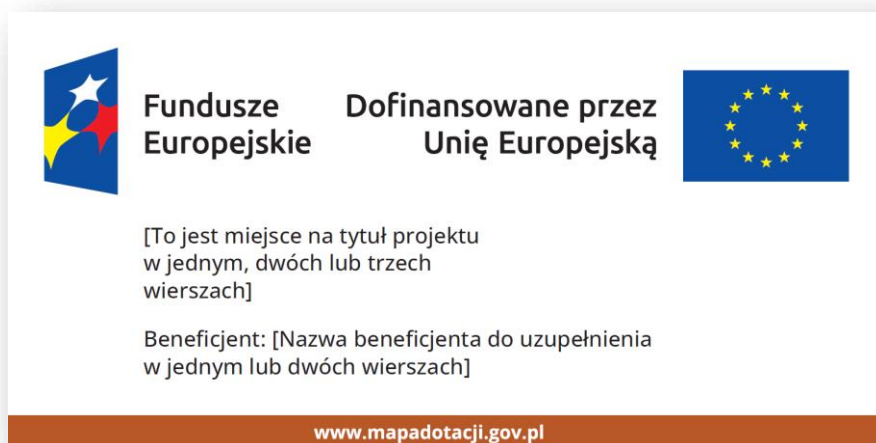 Fundusze
Europejskie
Dofinansowane przez
Unię Europejską
[To jest miejsce na tytuł projektu
w jednym, dwóch lub trzech
wierszach]
Beneficjent: [Nazwa beneficjenta do uzupełnienia
w jednym lub dwóch wierszach]
www.mapadotacji.gov.pl